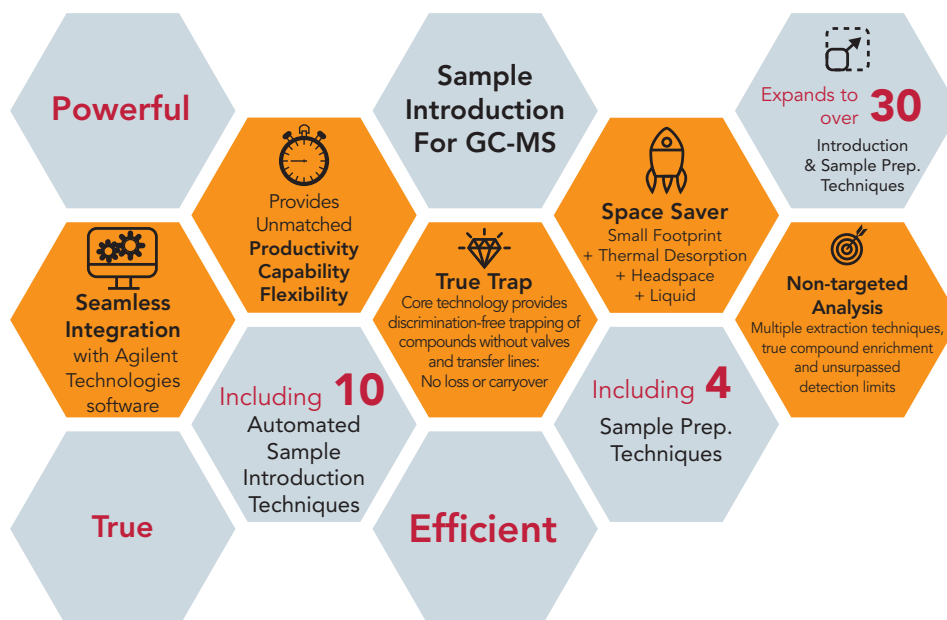 Powerful
Sample
Introduction
For GC-MS
Expands to
over 30
Introduction
& Sample Prep.
Techniques
Provides
Unmatched
Productivity
Capability
Flexibility
Space Saver
Small Footprint
+ Thermal Desorption
+ Headspace
+ Liquid
Seamless
Integration
with Agilent
Technologies
software
True Trap
Core technology provides
discrimination-free trapping of
compounds without valves
and transfer lines:
No loss or carryover
Non-targeted
Analysis
Multiple extraction techniques,
true compound enrichment
and unsurpassed
detection limits
Including 10
Automated
Sample
Introduction
Techniques
Including 4
Sample Prep.
Techniques
True
Efficient